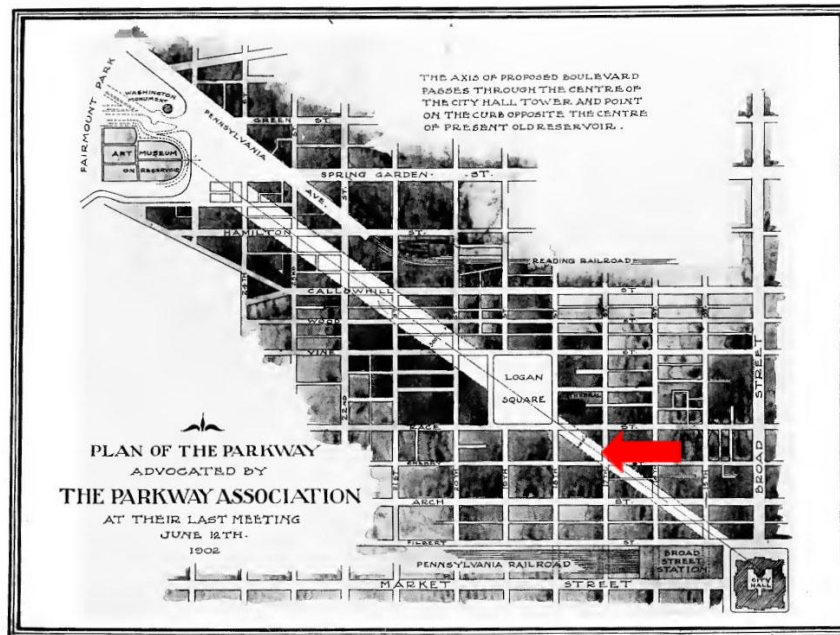 THE AXIS OF PROPOSED BOULEVARD
PASSES THROUGH THE CENTRE OF
THE CITY HALL TOWER AND POINT
ON THE CURB OPPOSITE THE CENTRE
OF PRESENT OLD RESERVOIR.
FAIRMOUNT PARK
WASHINGTON
MONUMENT
ART MUSEUM
ON RESERVOIR
PENNSYLVANIA
AVE.
GREEN ST.
SPRING GARDEN ST.
HAMILTON ST.
READING RAILROAD
CALLOWHILL ST.
WOOD ST.
VINE ST.
LOGAN
SQUARE
RACE ST.
CHERRY
ARCH ST.
FILBERT ST
PENNSYLVANIA RAILROAD
BROAD
STREET
STATION
MARKET STREET
BROAD STREET
CITY
HALL
PLAN OF THE PARKWAY
ADVOCATED BY
THE PARKWAY ASSOCIATION
AT THEIR LAST MEETING
JUNE 12TH.
1902